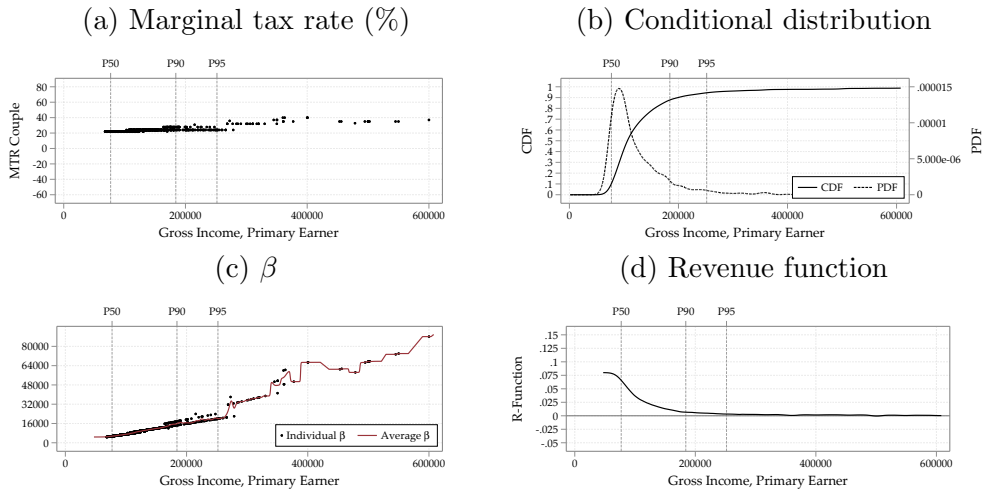 (a) Marginal tax rate (%)
P50 P90 P95
80
60
40
20
0
-20
-40
-60
MTR Couple
0 200000 400000 600000
Gross Income, Primary Earner
(b) Conditional distribution
P50 P90 P95
1
.9
.8
.7
.6
.5
.4
.3
.2
.1
0
CDF
.000015
.00001
5.000e-06
0
PDF
CDF PDF
0 200000 400000 600000
Gross Income, Primary Earner
(c) β
P50 P90 P95
80000
64000
48000
32000
16000
0
Individual β Average β
0 200000 400000 600000
Gross Income, Primary Earner
(d) Revenue function
P50 P90 P95
.15
.125
.1
.075
.05
.025
0
-.025
-.05
R-Function
0 200000 400000 600000
Gross Income, Primary Earner